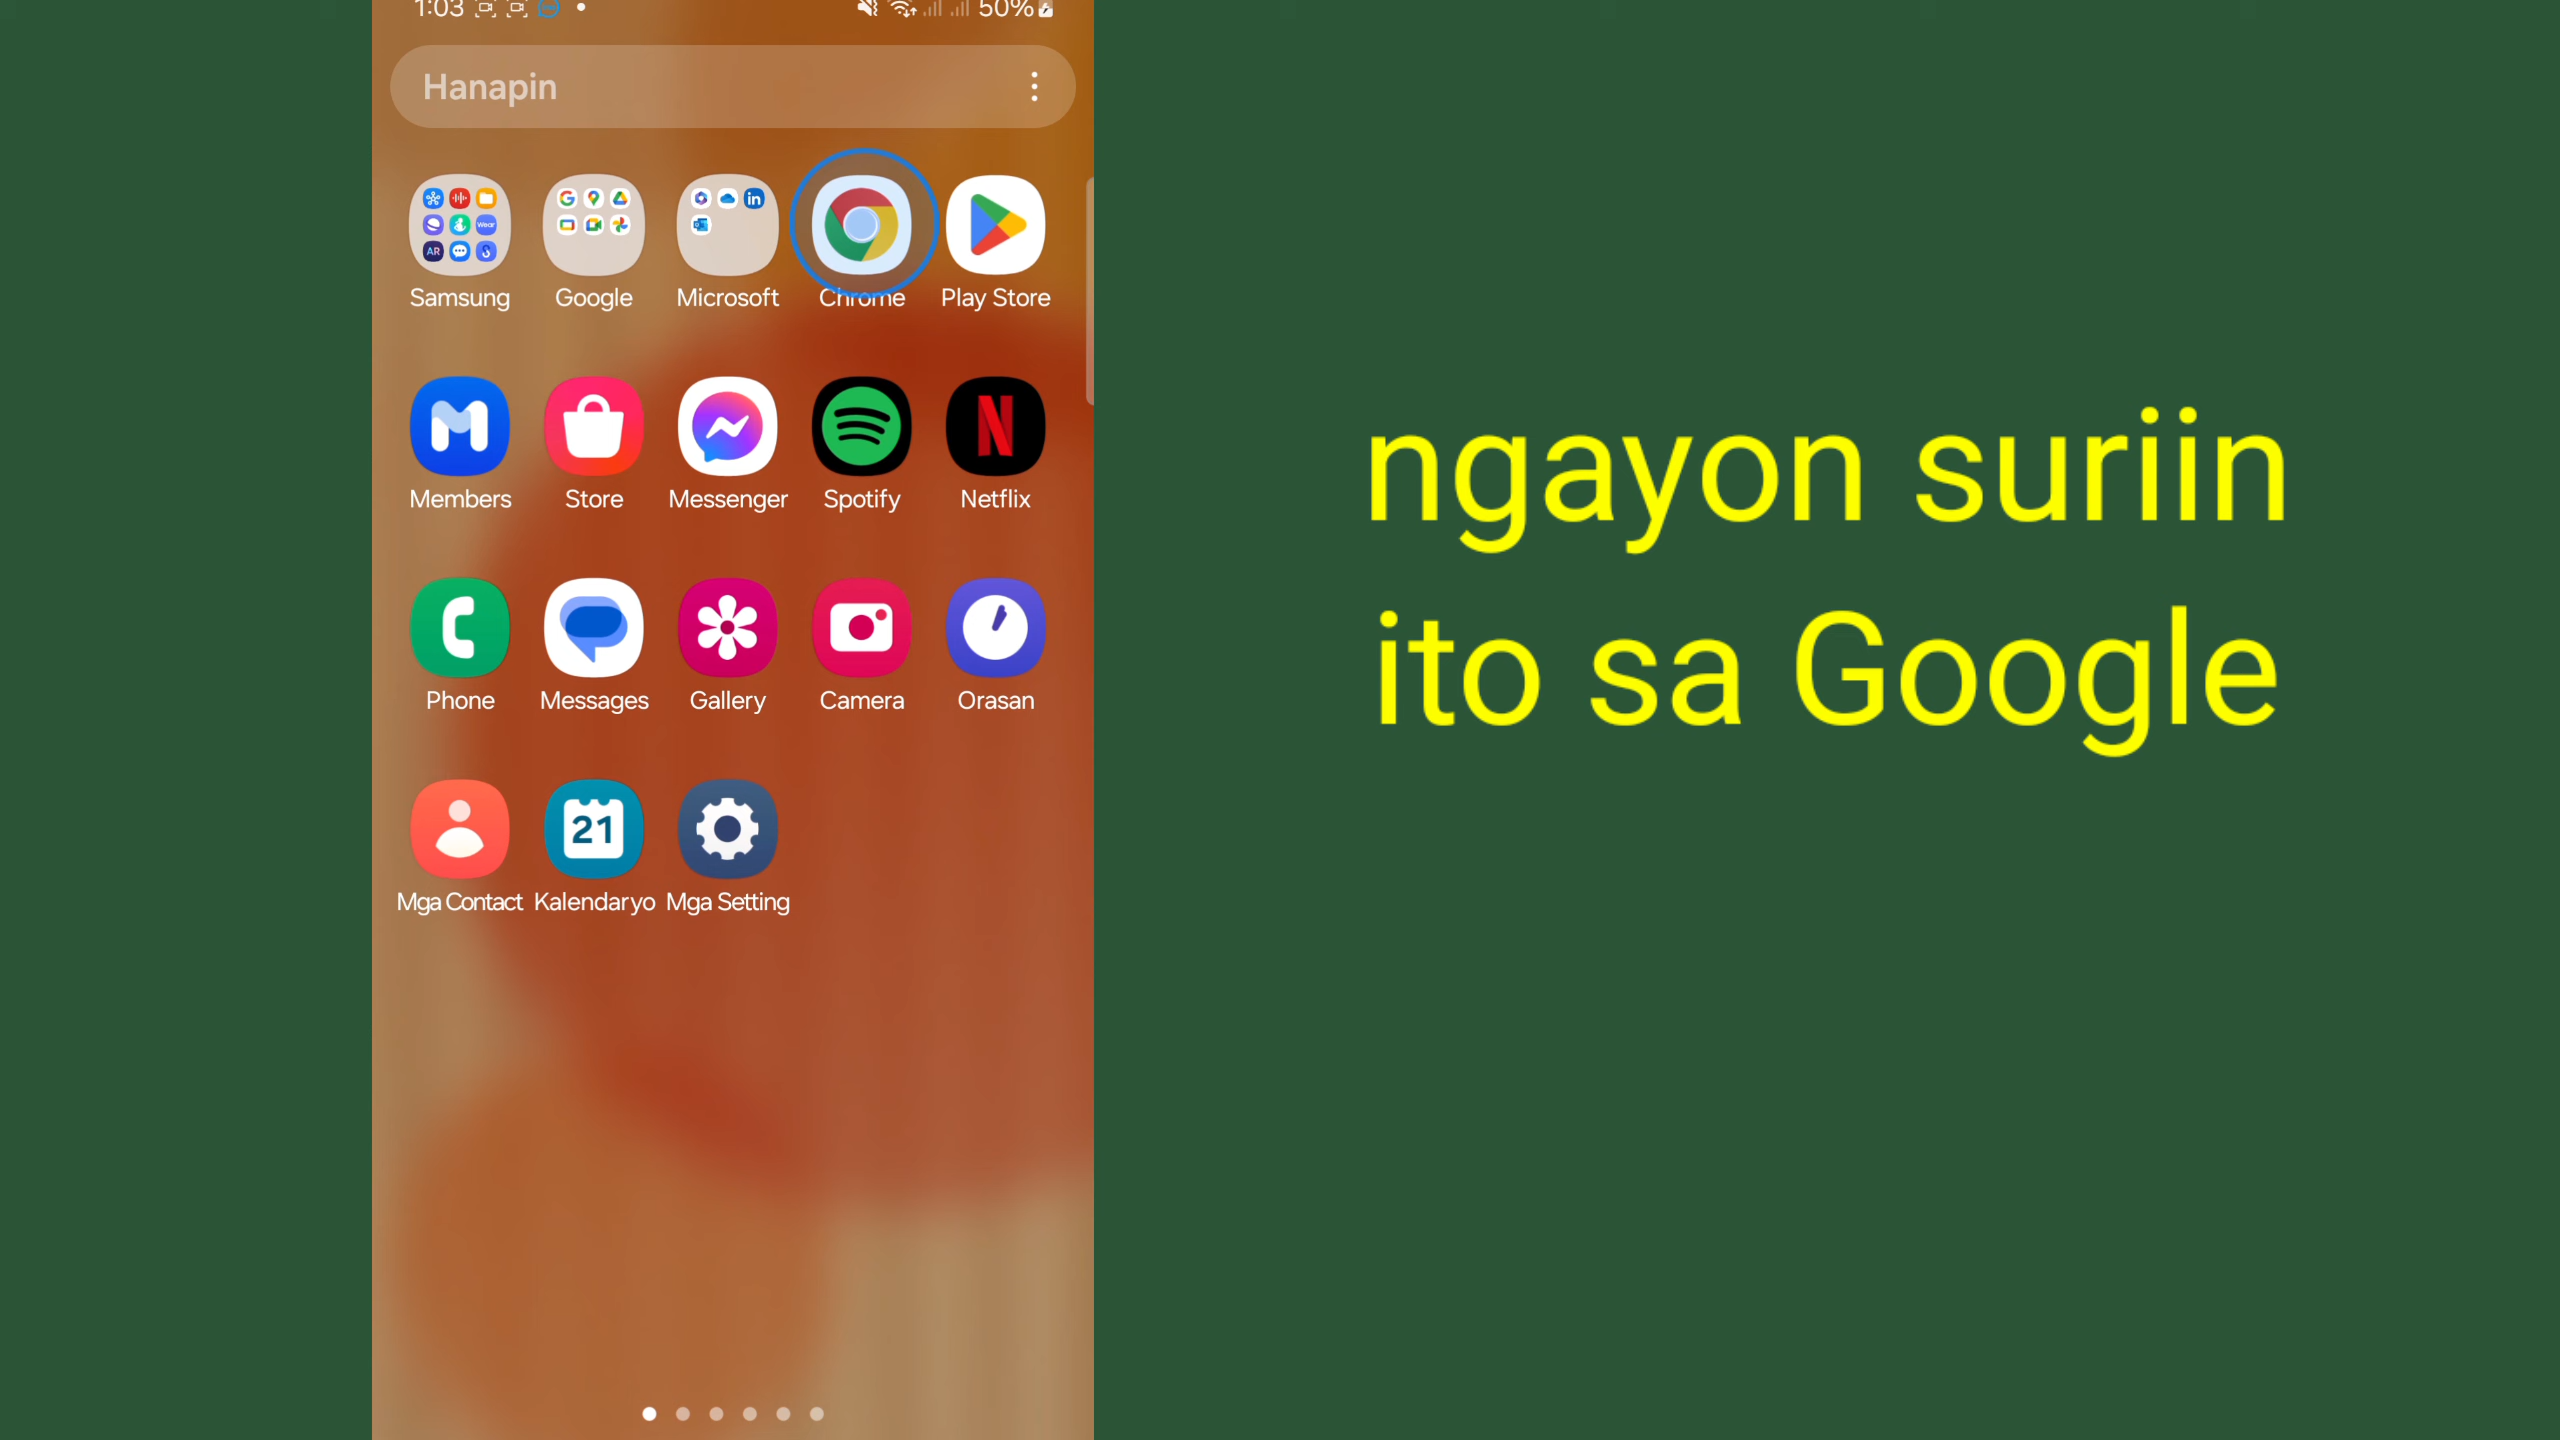 1:03 50%
Hanapin
Samsung Google Microsoft Chrome Play Store
Members Store Messenger Spotify Netflix
Phone Messages Gallery Camera Orasan
21
Mga Contact Kalendaryo Mga Setting
ngayon suriin
ito sa Google